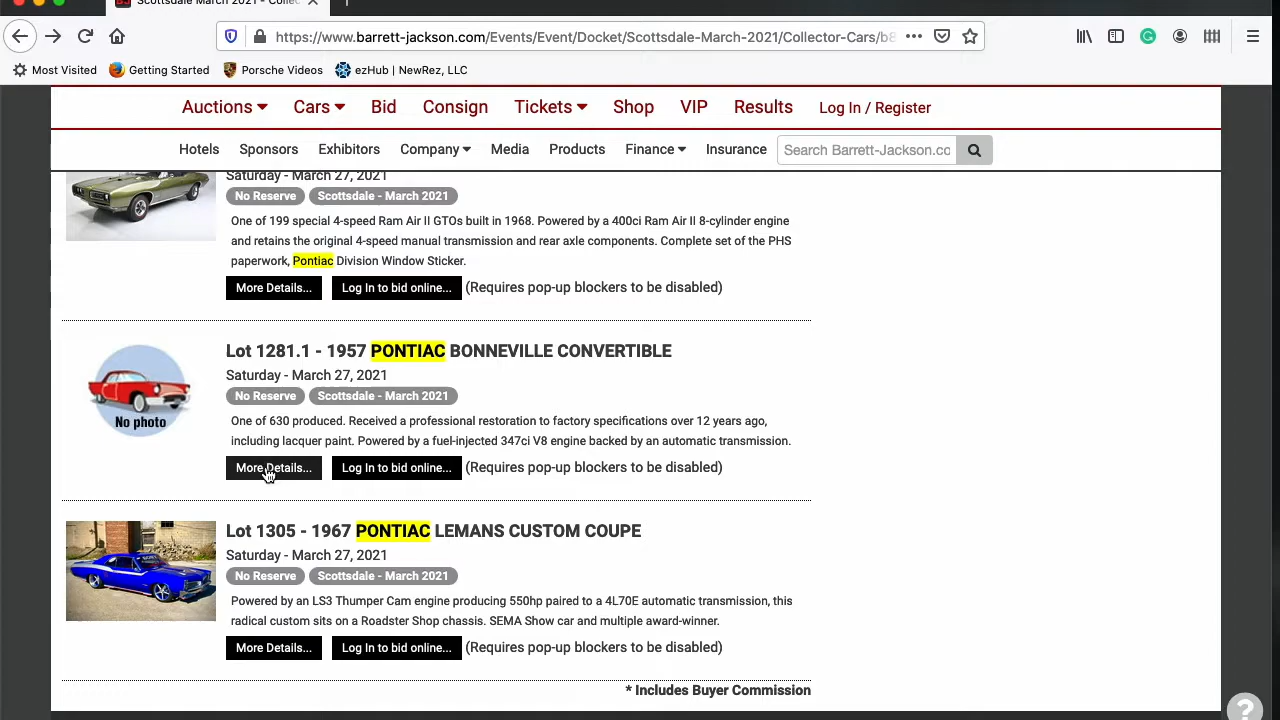 Scottsdale March 2021 - Collec
https://www.barrett-jackson.com/Events/Event/Docket/Scottsdale-March-2021/Collector-Cars/b8
Most Visited Getting Started Porsche Videos ezHub | NewRez, LLC
Auctions Cars Bid Consign Tickets Shop VIP Results Log In / Register
Hotels Sponsors Exhibitors Company Media Products Finance Insurance Search Barrett-Jackson.co
Saturday - March 27, 2021
No Reserve Scottsdale - March 2021
One of 199 special 4-speed Ram Air II GTOs built in 1968. Powered by a 400ci Ram Air II 8-cylinder engine
and retains the original 4-speed manual transmission and rear axle components. Complete set of the PHS
paperwork, Pontiac Division Window Sticker.
More Details... Log In to bid online... (Requires pop-up blockers to be disabled)
Lot 1281.1 - 1957 PONTIAC BONNEVILLE CONVERTIBLE
Saturday - March 27, 2021
No Reserve Scottsdale - March 2021
No photo
One of 630 produced. Received a professional restoration to factory specifications over 12 years ago,
including lacquer paint. Powered by a fuel-injected 347ci V8 engine backed by an automatic transmission.
More Details... Log In to bid online... (Requires pop-up blockers to be disabled)
Lot 1305 - 1967 PONTIAC LEMANS CUSTOM COUPE
Saturday - March 27, 2021
No Reserve Scottsdale - March 2021
Powered by an LS3 Thumper Cam engine producing 550hp paired to a 4L70E automatic transmission, this
radical custom sits on a Roadster Shop chassis. SEMA Show car and multiple award-winner.
More Details... Log In to bid online... (Requires pop-up blockers to be disabled)
* Includes Buyer Commission
?